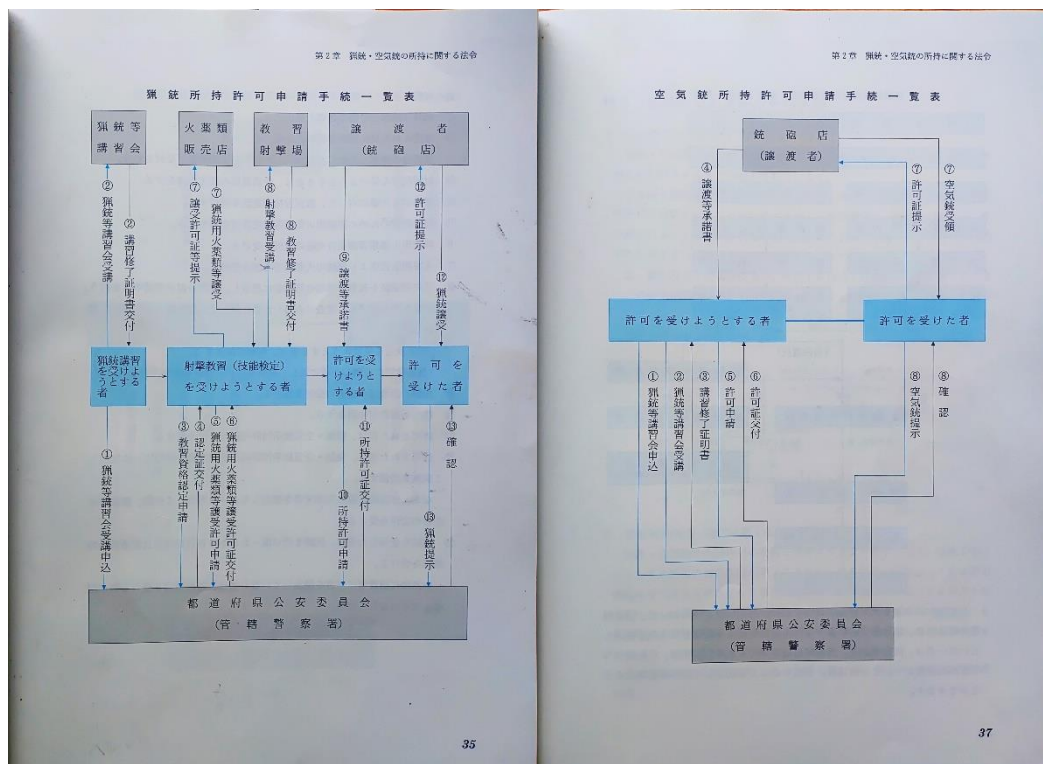 第2章 猟銃・空気銃の所持に関する法令
猟銃所持許可申請手続一覧表
猟銃等
講習会
火薬類
販売店
教習
射撃場
譲渡者
(銃砲店)
②猟銃等講習会受講
②講習修了証明書交付
⑦譲受許可証等提示
⑦猟銃用火薬類等譲受
⑧射撃教習受講
⑧教習修了証明書交付
⑨譲渡等承諾書
⑫許可証提示
⑫猟銃譲受
猟銃講習
を受けよ
うとする
者
射撃教習(技能検定)
を受けようとする者
許可を受
けようと
する者
許可を
受けた者
①猟銃等講習会受講申込
③教習資格認定申請
④認定証交付
⑤猟銃用火薬類等譲受許可申請
⑥猟銃用火薬類等譲受許可証交付
⑩所持許可申請
⑪所持許可証交付
⑬猟銃提示
⑬確認
都道府県公安委員会
(管轄警察署)
35
第2章 猟銃・空気銃の所持に関する法令
空気銃所持許可申請手続一覧表
銃砲店
(譲渡者)
④譲渡等承諾書
⑦許可証提示
⑦空気銃受領
許可を受けようとする者
許可を受けた者
①猟銃等講習会申込
②猟銃等講習会受講
③講習修了証明書
⑤許可申請
⑥許可証交付
⑧空気銃提示
⑧確認
都道府県公安委員会
(管轄警察署)
37